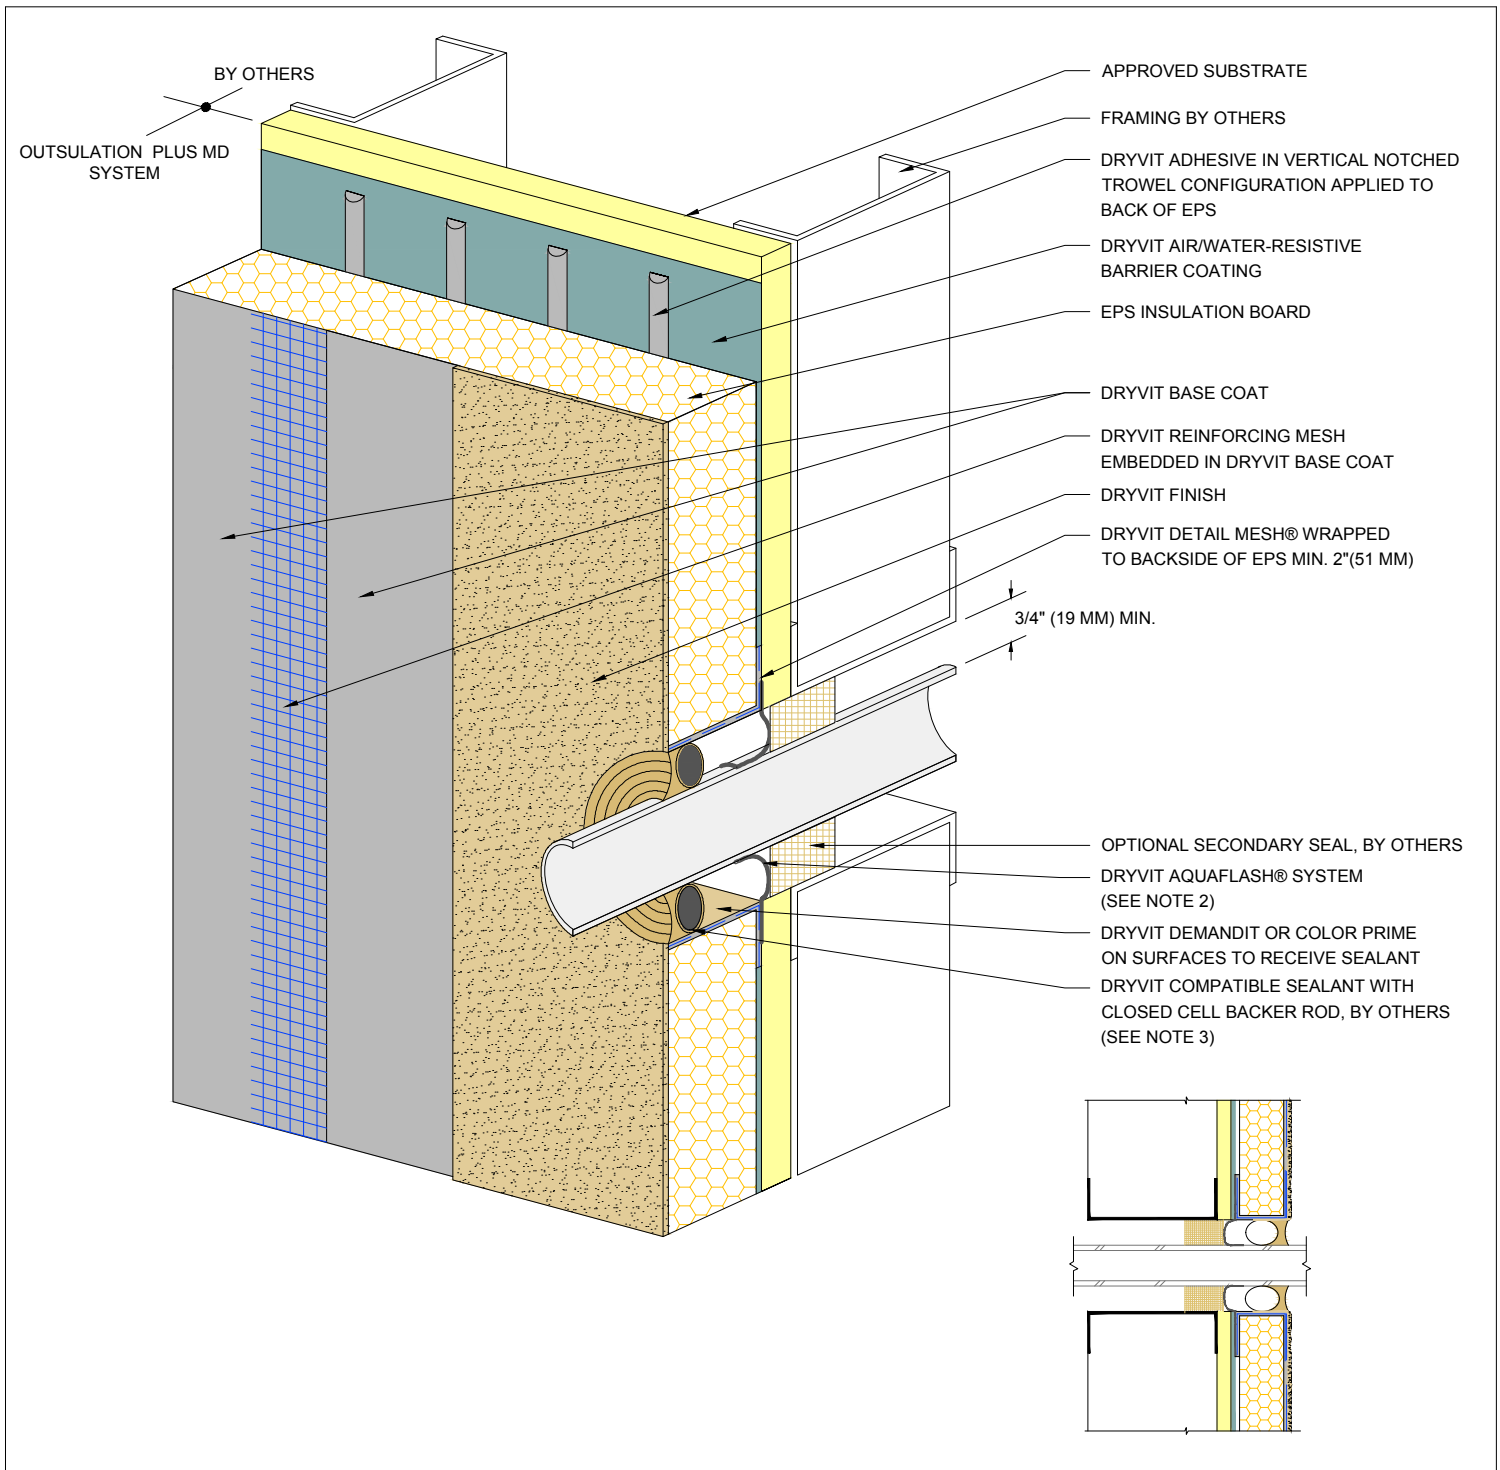 BY OTHERS
OUTSULATION PLUS MD
SYSTEM
APPROVED SUBSTRATE
FRAMING BY OTHERS
DRYVIT ADHESIVE IN VERTICAL NOTCHED
TROWEL CONFIGURATION APPLIED TO
BACK OF EPS
DRYVIT AIR/WATER-RESISTIVE
BARRIER COATING
EPS INSULATION BOARD
DRYVIT BASE COAT
DRYVIT REINFORCING MESH
EMBEDDED IN DRYVIT BASE COAT
DRYVIT FINISH
DRYVIT DETAIL MESH® WRAPPED
TO BACKSIDE OF EPS MIN. 2"(51 MM)
3/4" (19 MM) MIN.
OPTIONAL SECONDARY SEAL, BY OTHERS
DRYVIT AQUAFLASH® SYSTEM
(SEE NOTE 2)
DRYVIT DEMANDIT OR COLOR PRIME
ON SURFACES TO RECEIVE SEALANT
DRYVIT COMPATIBLE SEALANT WITH
CLOSED CELL BACKER ROD, BY OTHERS
(SEE NOTE 3)